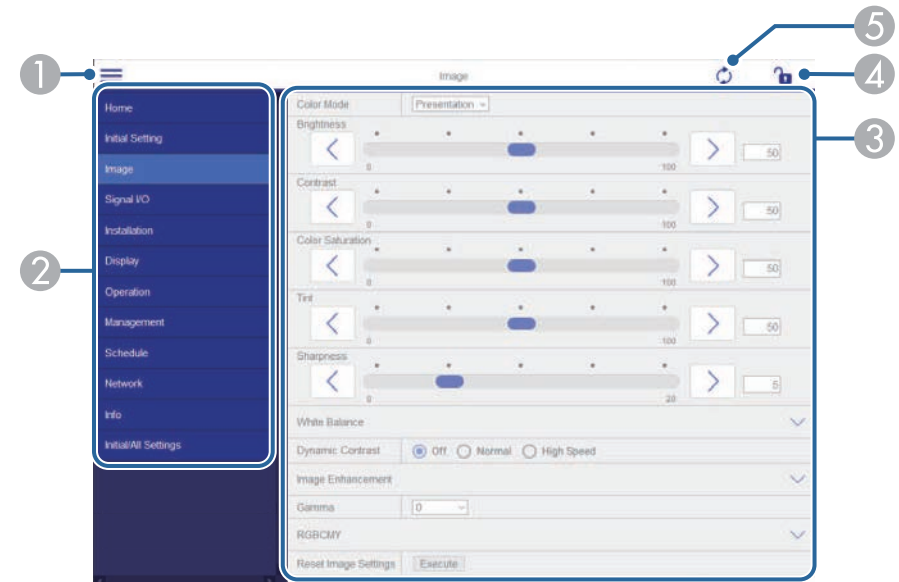 5
1
Image
4
Home
Color Mode
Presentation
Brightness
3
Initial Setting
50
Image
0
100
Contrast
Signal I/O
50
0
100
Installation
Color Saturation
2
Display
50
0
100
Operation
Tint
Management
50
0
100
Schedule
Sharpness
Network
5
0
20
Info
White Balance
Initial/All Settings
Dynamic Contrast
Off
Normal
High Speed
Image Enhancement
Gamma
0
RGBCMY
Reset Image Settings
Execute